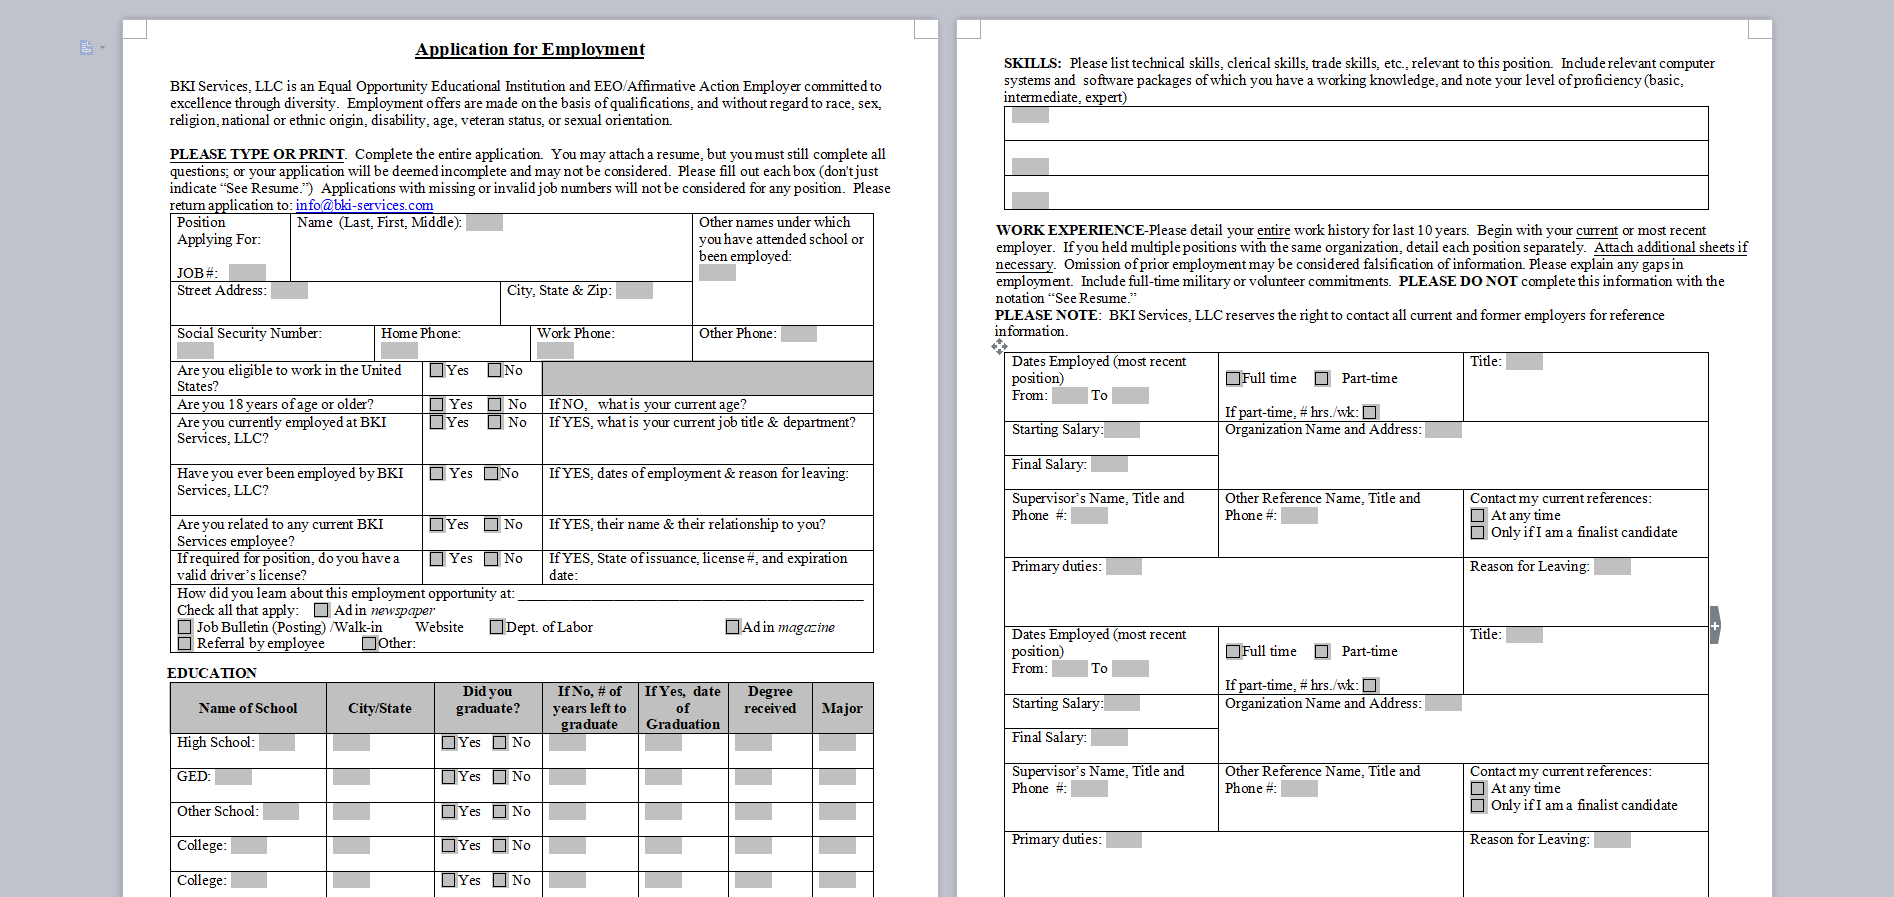 Application for Employment
BKI Services, LLC is an Equal Opportunity Educational Institution and EEO/Affirmative Action Employer committed to
excellence through diversity.  Employment offers are made on the basis of qualifications, and without regard to race, sex,
religion, national or ethnic origin, disability, age, veteran status, or sexual orientation.
PLEASE TYPE OR PRINT.  Complete the entire application.  You may attach a resume, but you must still complete all
questions; or your application will be deemed incomplete and may not be considered.  Please fill out each box (don't just
indicate “See Resume.”)  Applications with missing or invalid job numbers will not be considered for any position.  Please
return application to: info@bki-services.com
Position
Applying For:
JOB#:
Name  (Last, First, Middle):
Other names under which
you have attended school or
been employed:
Street Address:
City, State & Zip:
Social Security Number:
Home Phone:
Work Phone:
Other Phone:
Are you eligible to work in the United
States?
Yes No
Are you 18 years of age or older?
Yes No
If NO,   what is your current age?
Are you currently employed at BKI
Services, LLC?
Yes No
If YES, what is your current job title & department?
Have you ever been employed by BKI
Services, LLC?
Yes No
If YES, dates of employment & reason for leaving:
Are you related to any current BKI
Services employee?
Yes No
If YES, their name & their relationship to you?
If required for position, do you have a
valid driver’s license?
Yes No
If YES, State of issuance, license #, and expiration
date:
How did you learn about this employment opportunity at: ______________________________________________
Check all that apply: Ad in newspaper
Job Bulletin (Posting) /Walk-in Website Dept. of Labor Ad in magazine
Referral by employee Other:
EDUCATION
Name of School
City/State
Did you
graduate?
If No, # of
years left to
graduate
If Yes,  date
of
Graduation
Degree
received
Major
High School: Yes No
GED: Yes No
Other School: Yes No
College: Yes No
College: Yes No
SKILLS:  Please list technical skills, clerical skills, trade skills, etc., relevant to this position.  Include relevant computer
systems and  software packages of which you have a working knowledge, and note your level of proficiency (basic,
intermediate, expert)
WORK EXPERIENCE-Please detail your entire work history for last 10 years.  Begin with your current or most recent
employer.  If you held multiple positions with the same organization, detail each position separately.  Attach additional sheets if
necessary.  Omission of prior employment may be considered falsification of information. Please explain any gaps in
employment.  Include full-time military or volunteer commitments.  PLEASE DO NOT complete this information with the
notation “See Resume.”
PLEASE NOTE:  BKI Services, LLC reserves the right to contact all current and former employers for reference
information.
Dates Employed (most recent
position)
From: To
Full time Part-time
If part-time, # hrs./wk:
Title:
Starting Salary:
Final Salary:
Organization Name and Address:
Supervisor’s Name, Title and
Phone  #:
Other Reference Name, Title and
Phone #:
Contact my current references:
At any time
Only if I am a finalist candidate
Primary duties:
Reason for Leaving:
Dates Employed (most recent
position)
From: To
Full time Part-time
If part-time, # hrs./wk:
Title:
Starting Salary:
Final Salary:
Organization Name and Address:
Supervisor’s Name, Title and
Phone  #:
Other Reference Name, Title and
Phone #:
Contact my current references:
At any time
Only if I am a finalist candidate
Primary duties:
Reason for Leaving: